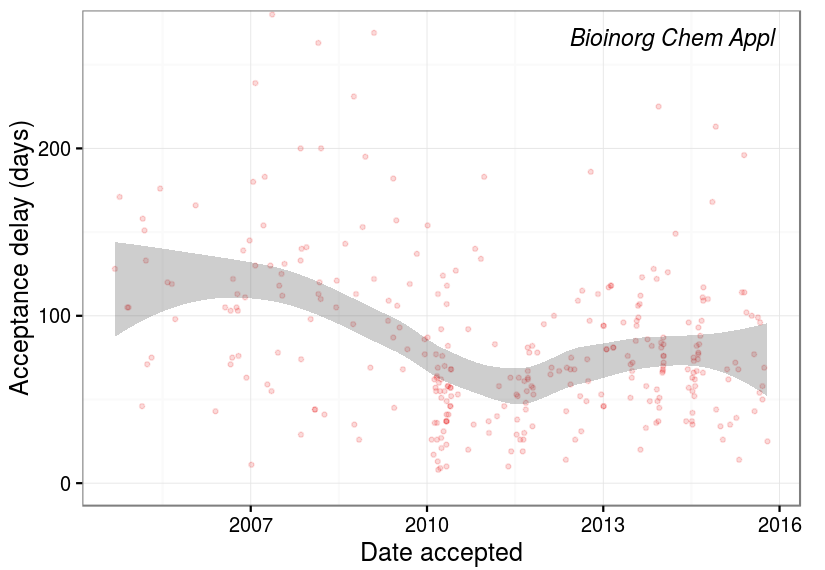 Bioinorg Chem Appl
Acceptance delay (days)
200
100
0
2007 2010 2013 2016
Date accepted